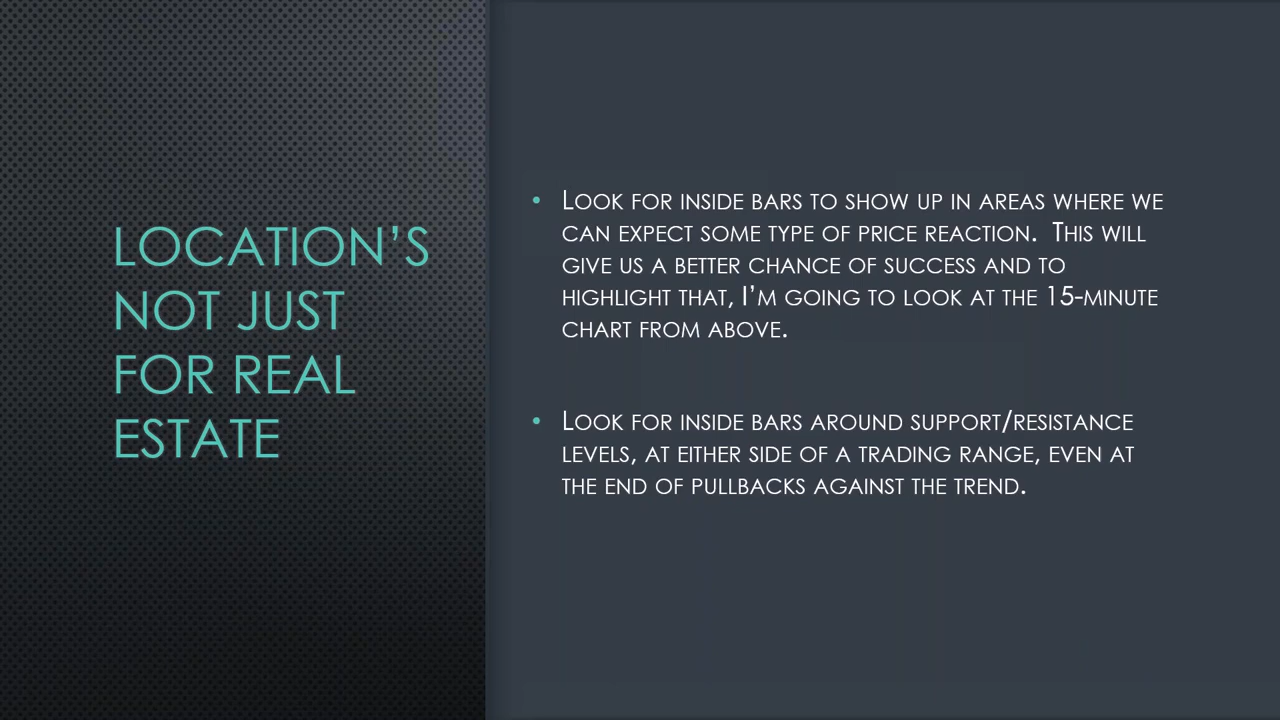 LOCATION'S
NOT JUST
FOR REAL
ESTATE
• Look for inside bars to show up in areas where we
can expect some type of price reaction.  This will
give us a better chance of success and to
highlight that, I'm going to look at the 15-minute
chart from above.
• Look for inside bars around support/resistance
levels, at either side of a trading range, even at
the end of pullbacks against the trend.